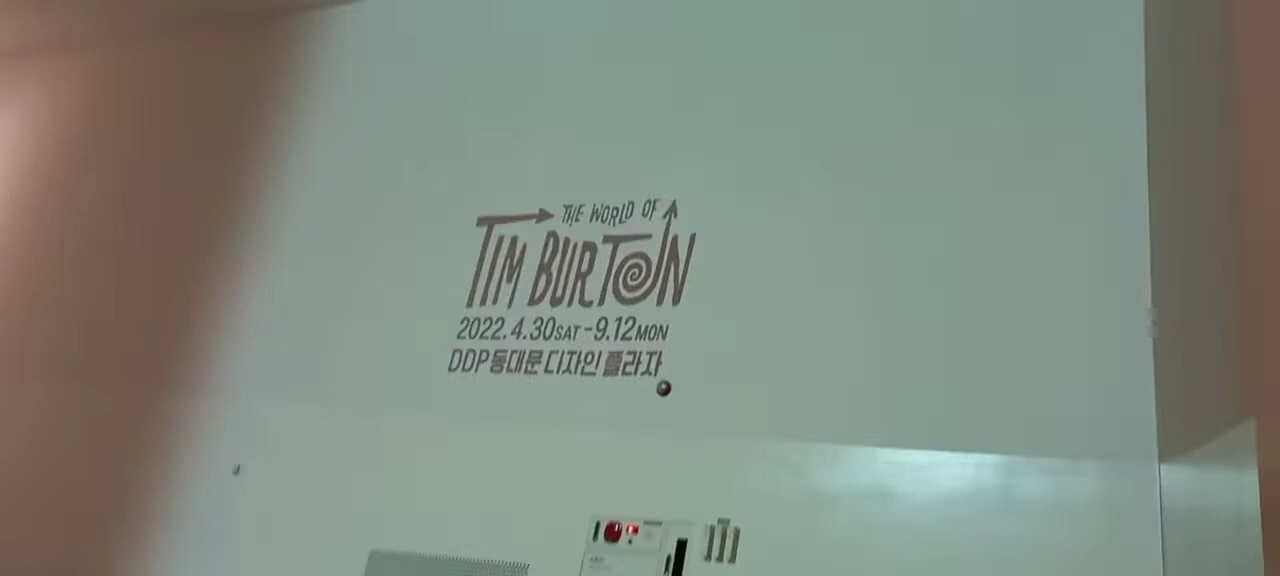 THE WORLD OF
TIM BURTON
2022.4.30SAT-9.12MON
DDP 동대문 디자인 플라자